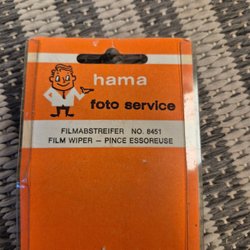 hama
foto service
FILMABSTREIFER NO. 8451
FILM WIPER – PINCE ESSOREUSE